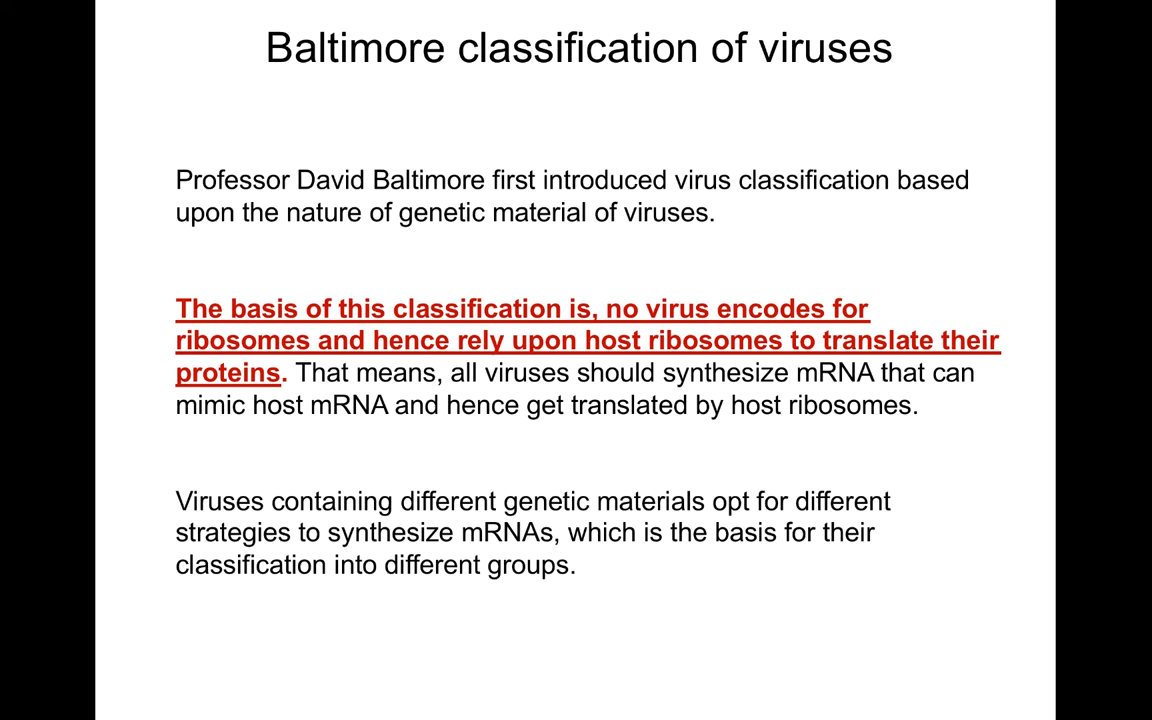 Baltimore classification of viruses
Professor David Baltimore first introduced virus classification based
upon the nature of genetic material of viruses.
The basis of this classification is, no virus encodes for
ribosomes and hence rely upon host ribosomes to translate their
proteins. That means, all viruses should synthesize mRNA that can
mimic host mRNA and hence get translated by host ribosomes.
Viruses containing different genetic materials opt for different
strategies to synthesize mRNAs, which is the basis for their
classification into different groups.